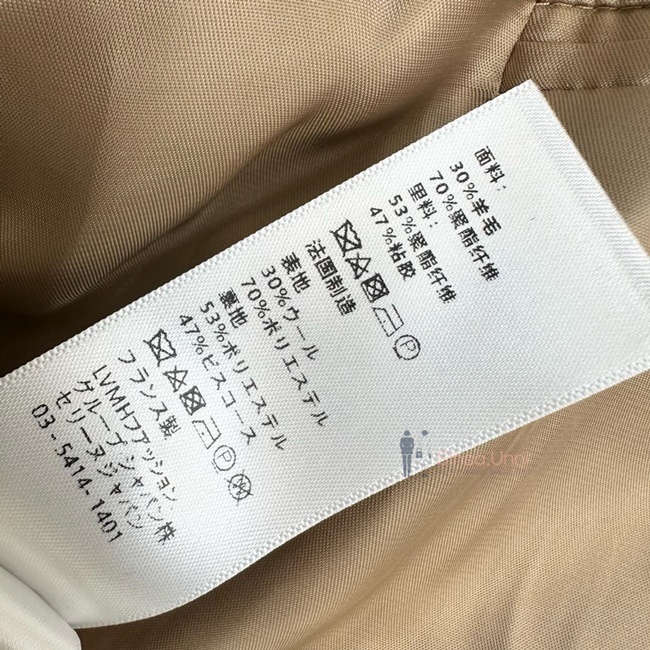 面料:
30%羊毛
70%聚酯纤维
里料:
53%聚酯纤维
47%粘胶
法国制造
表地
30%ウール
70%ポリエステル
裏地
53%ポリエステル
47%ビスコース
フランス製
LVMHファッション
グループ ジャパン株
セリーヌ ジャパン
03-5414-1401